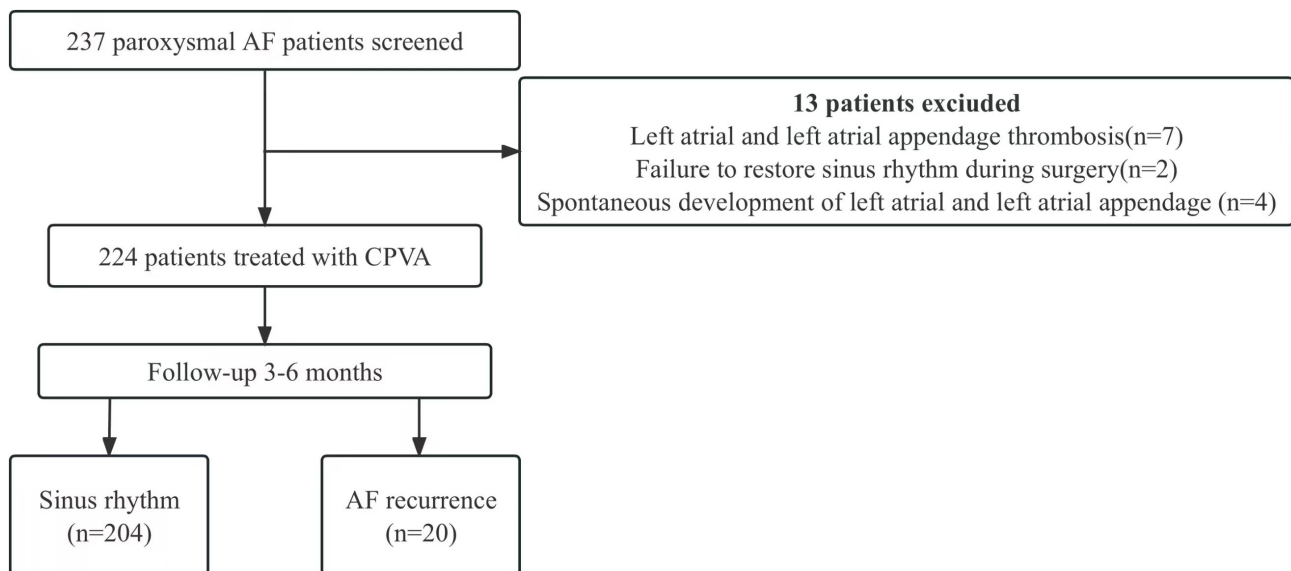 237 paroxysmal AF patients screened
13 patients exciuded
Left atrial and left atrial appendage thrombosis(n=7)
Failure to restore sinus rhythm during surgery(n=2)
Spontaneous development of left atrial and left atrial appendage (n=4)
224 patients treated with CPVA
Follow-up 3-6 months
Sinus rhythm
(n=204)
AF recurrence
(n=20)